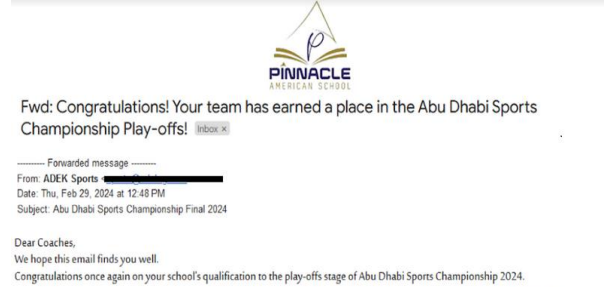 PINNACLE
AMERICAN SCHOOL
Fwd: Congratulations! Your team has earned a place in the Abu Dhabi Sports
Championship Play-offs! Inbox ×
---------- Forwarded message ---------
From: ADEK Sports
Date: Thu, Feb 29, 2024 at 12:48 PM
Subject: Abu Dhabi Sports Championship Final 2024
Dear Coaches,
We hope this email finds you well.
Congratulations once again on your school's qualification to the play-offs stage of Abu Dhabi Sports Championship 2024.